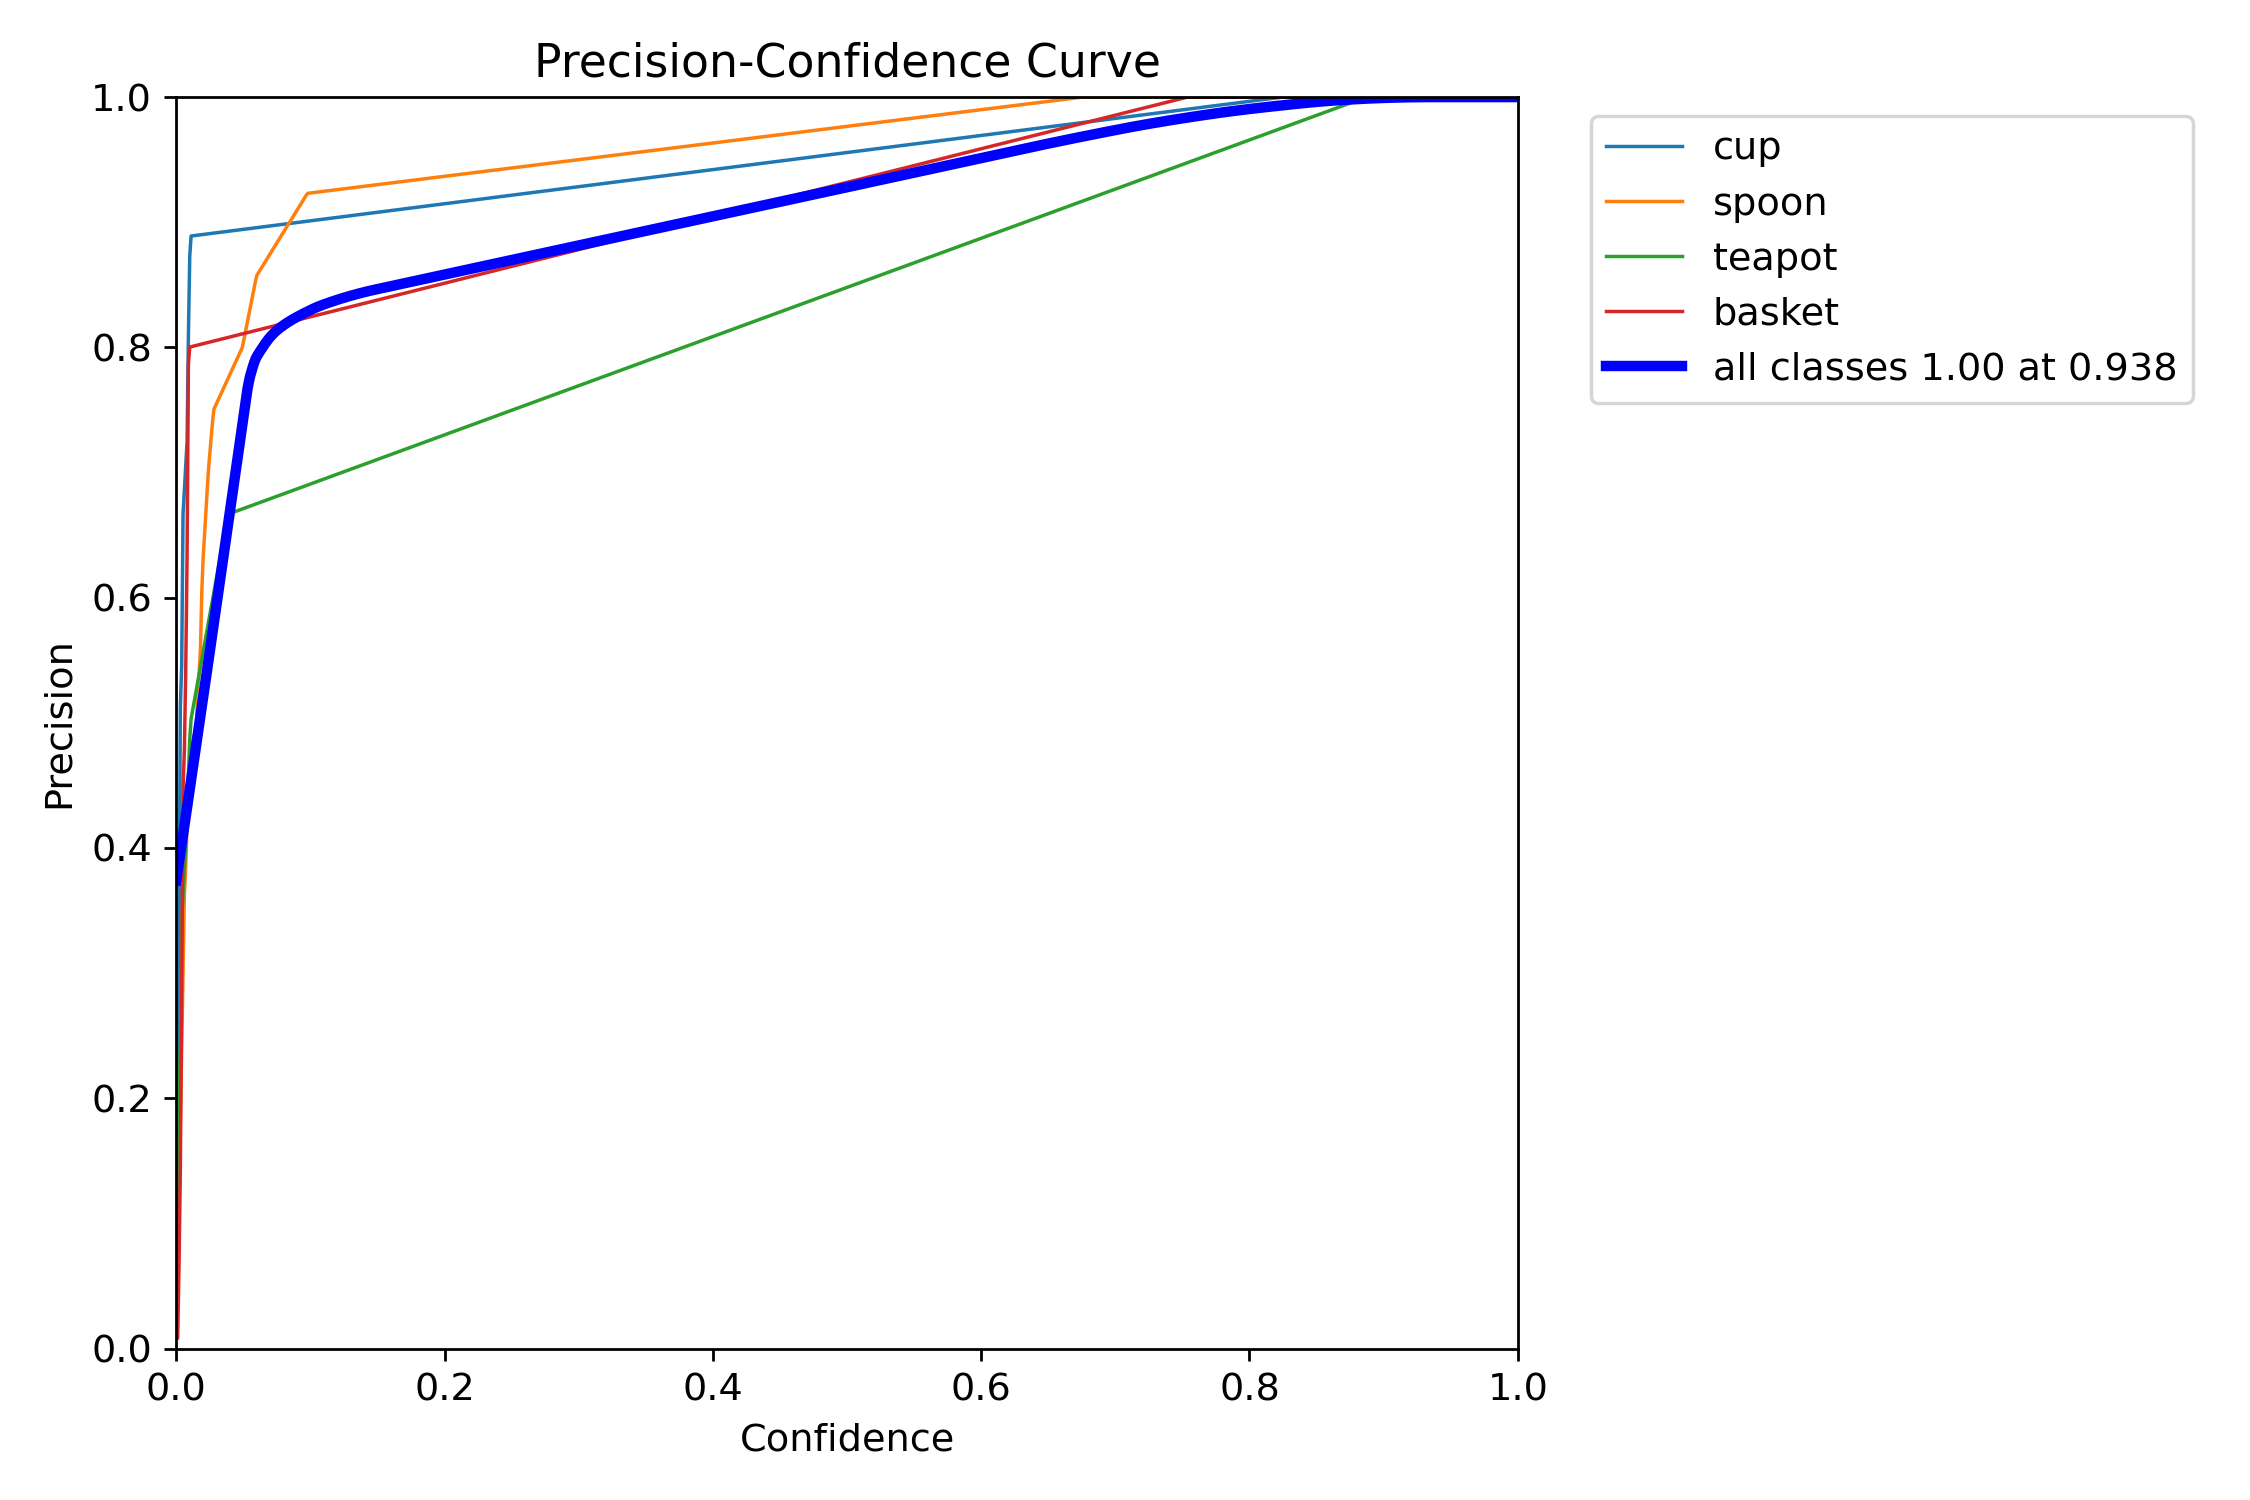 Precision-Confidence Curve
1.0
0.8
0.6
0.4
0.2
0.0
Precision
0.0 0.2 0.4 0.6 0.8 1.0
Confidence
cup
spoon
teapot
basket
all classes 1.00 at 0.938